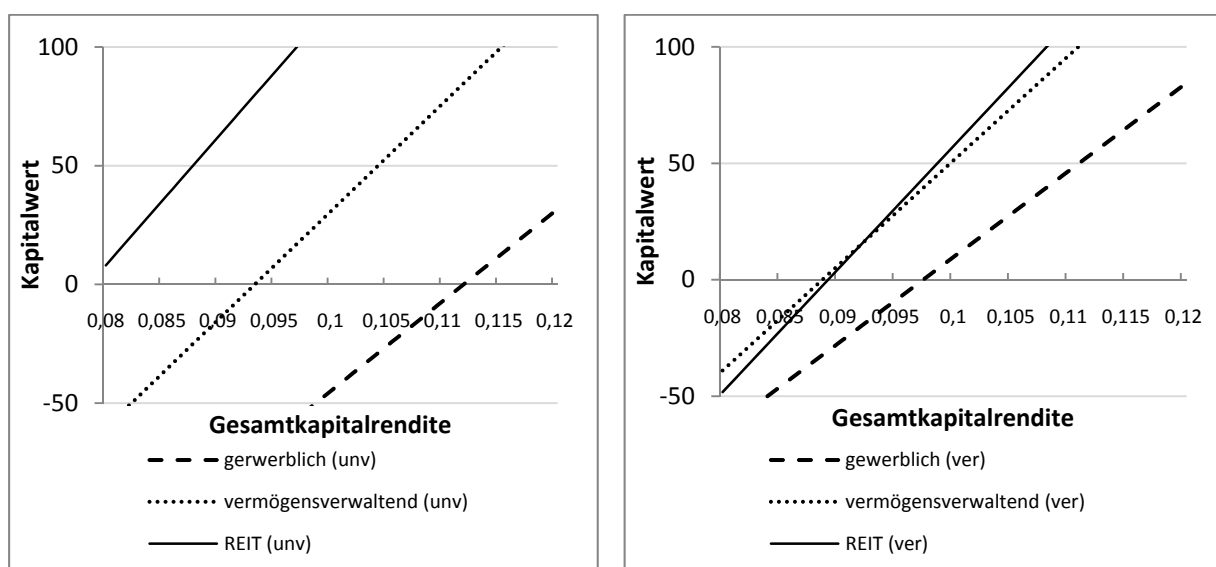 100
50
0
-50
Kapitalwert
0,08 0,085 0,09 0,095 0,1 0,105 0,11 0,115 0,12
Gesamtkapitalrendite
gerwerblich (unv)
vermögensverwaltend (unv)
REIT (unv)
100
50
0
-50
Kapitalwert
0,08 0,085 0,09 0,095 0,1 0,105 0,11 0,115 0,12
Gesamtkapitalrendite
gewerblich (ver)
vermögensverwaltend (ver)
REIT (ver)